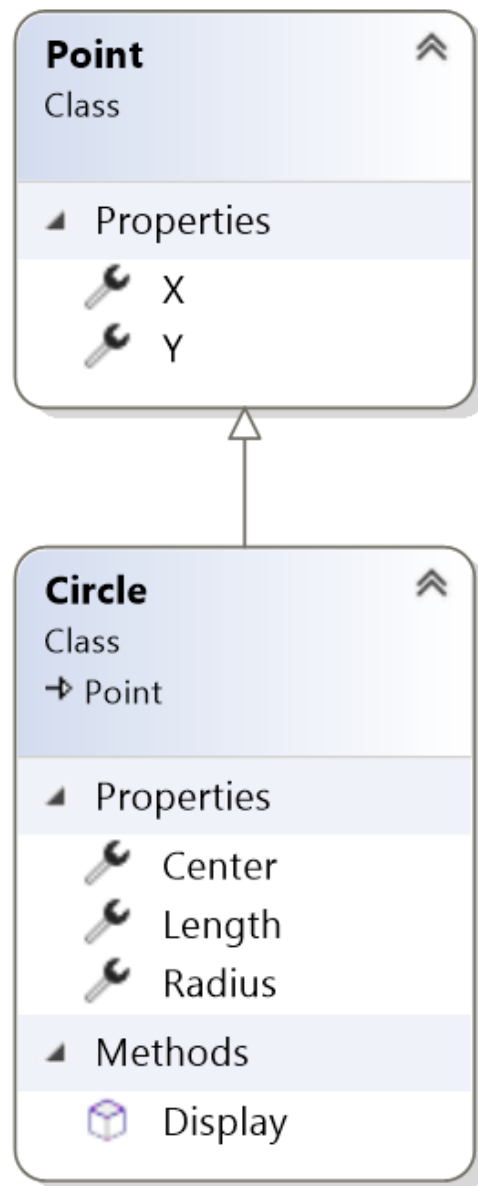 Point
Class
Properties
X
Y
Circle
Class
Point
Properties
Center
Length
Radius
Methods
Display